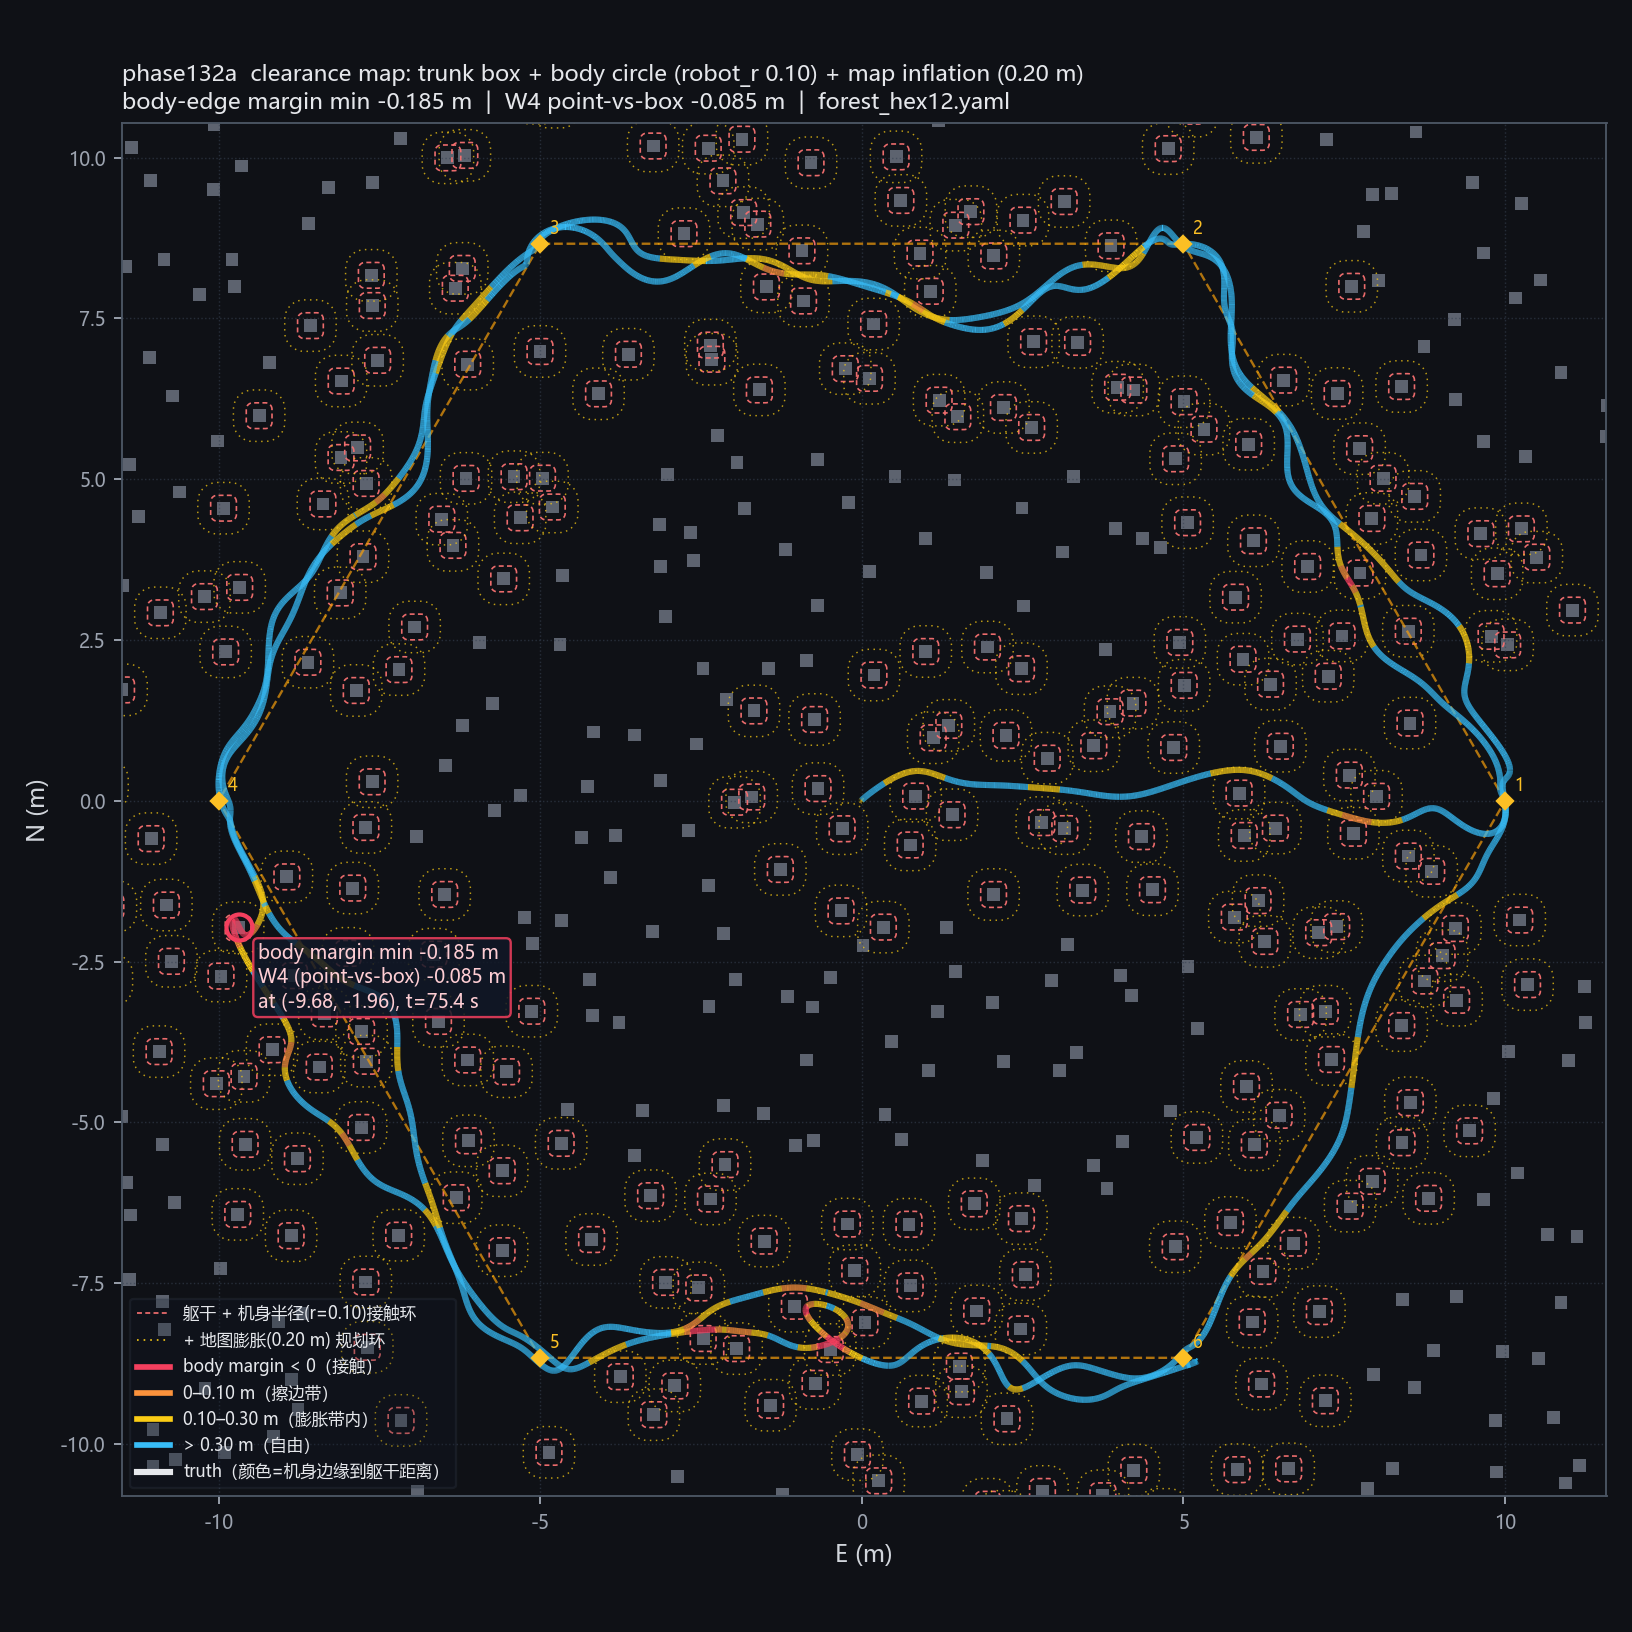 phase132a  clearance map: trunk box + body circle (robot_r 0.10) + map inflation (0.20 m)
body-edge margin min -0.185 m  |  W4 point-vs-box -0.085 m  |  forest_hex12.yaml
10.0
7.5
5.0
2.5
0.0
-2.5
-5.0
-7.5
-10.0
N (m)
3
2
4
1
body margin min -0.185 m
W4 (point-vs-box) -0.085 m
at (-9.68, -1.96), t=75.4 s
5
6
躯干 + 机身半径(r=0.10)接触环
+ 地图膨胀(0.20 m) 规划环
body margin < 0（接触）
0–0.10 m（擦边带）
0.10–0.30 m（膨胀带内）
> 0.30 m（自由）
truth（颜色=机身边缘到躯干距离）
-10
-5
0
5
10
E (m)